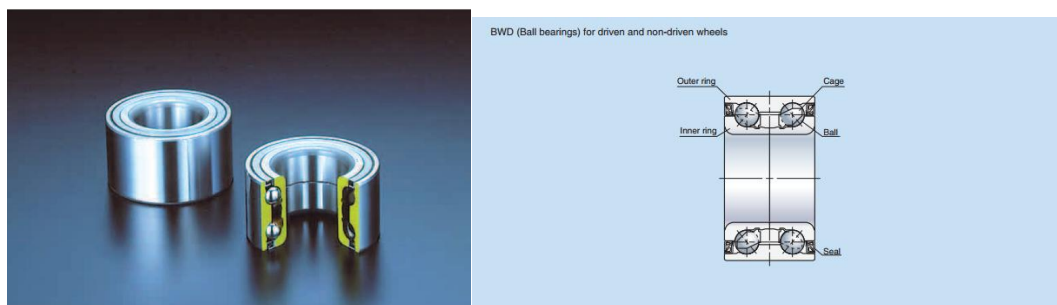 BWD (Ball bearings) for driven and non-driven wheels
Outer ring
Cage
Inner ring
Ball
Seal